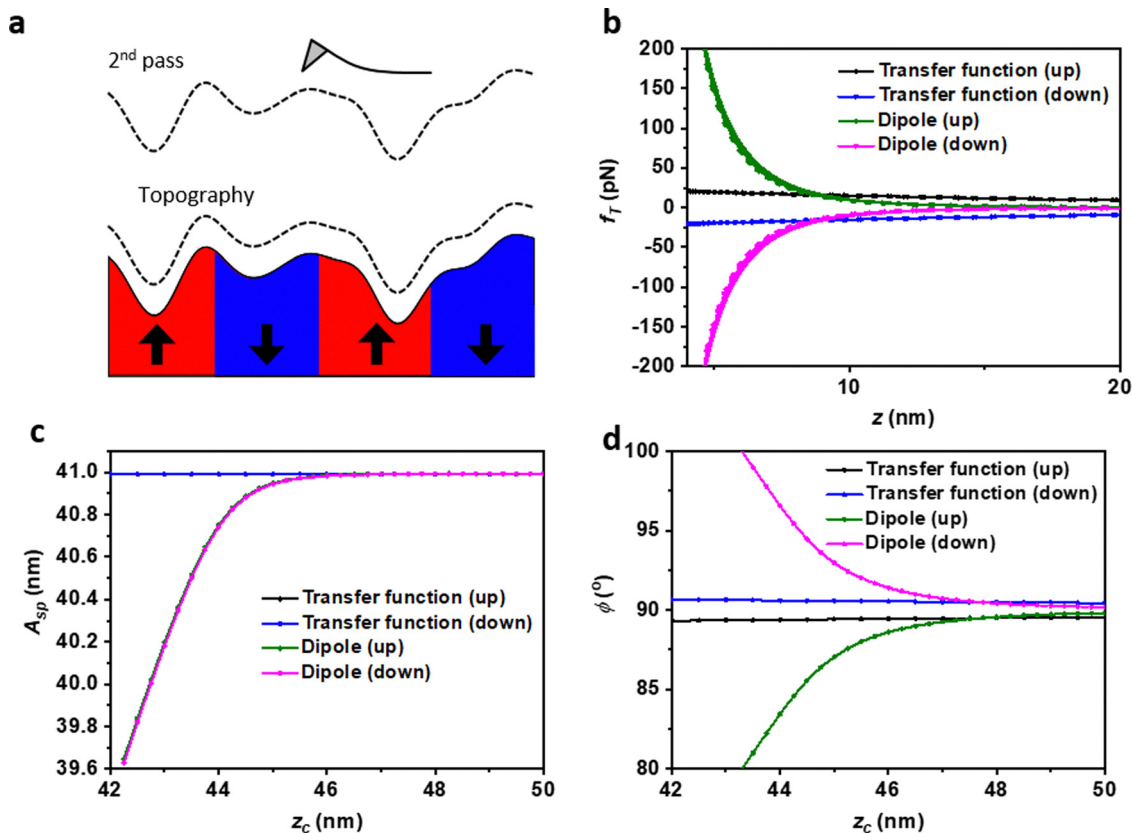 a
2nd pass
Topography
b
200
150
100
50
0
-50
-100
-150
-200
10
20
fT (pN)
z (nm)
Transfer function (up)
Transfer function (down)
Dipole (up)
Dipole (down)
c
41.0
40.8
40.6
40.4
40.2
40.0
39.8
39.6
42
44
46
48
50
Asp (nm)
zc (nm)
Transfer function (up)
Transfer function (down)
Dipole (up)
Dipole (down)
d
100
95
90
85
80
42
44
46
48
50
ϕ (º)
zc (nm)
Transfer function (up)
Transfer function (down)
Dipole (up)
Dipole (down)